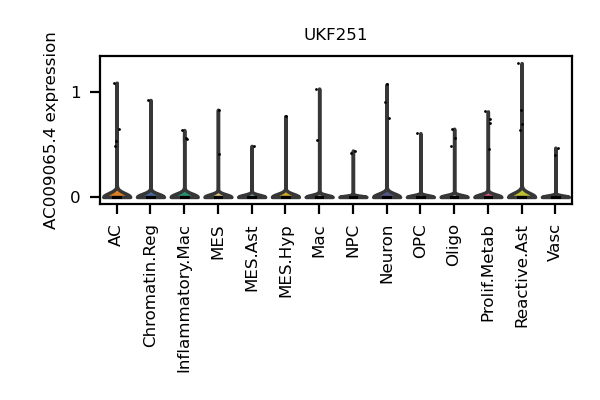 UKF251
AC009065.4 expression
1
0
AC
Chromatin.Reg
Inflammatory.Mac
MES
MES.Ast
MES.Hyp
Mac
NPC
Neuron
OPC
Oligo
Prolif.Metab
Reactive.Ast
Vasc